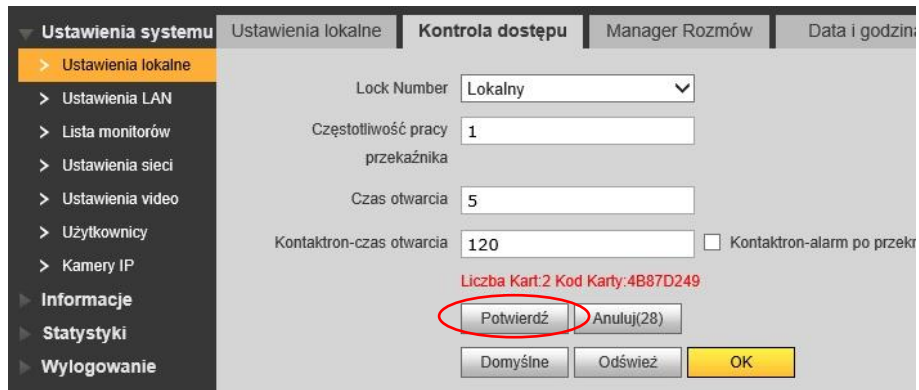 Ustawienia systemu
Ustawienia lokalne
Ustawienia LAN
Lista monitorów
Ustawienia sieci
Ustawienia video
Użytkownicy
Kamery IP
Informacje
Statystyki
Wylogowanie
Ustawienia lokalne Kontrola dostępu Manager Rozmów Data i godzina
Lock Number Lokalny
Częstotliwość pracy przekaźnika 1
Czas otwarcia 5
Kontaktron-czas otwarcia 120 Kontaktron-alarm po
Liczba Kart:2 Kod Karty:4B87D249
Potwierdź Anuluj(28)
Domyślne Odśwież OK